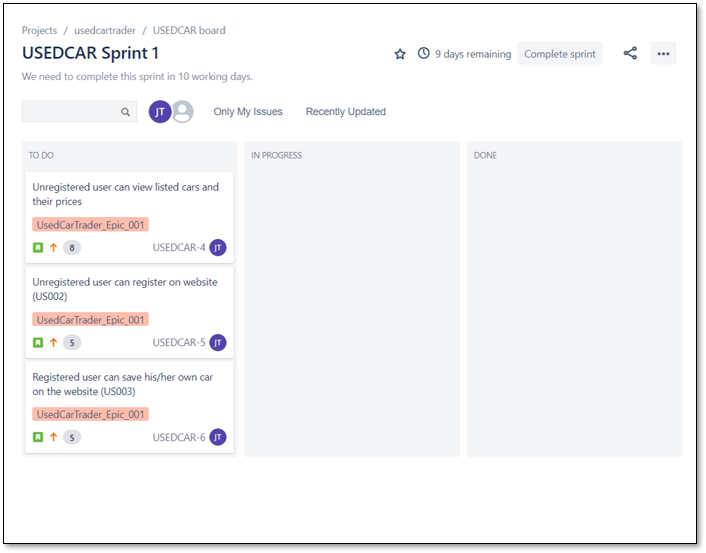 Projects / usedcartrader / USEDCAR board
USEDCAR Sprint 1
9 days remaining
Complete sprint
We need to complete this sprint in 10 working days.
JT
Only My Issues
Recently Updated
TO DO
IN PROGRESS
DONE
Unregistered user can view listed cars and
their prices
UsedCarTrader_Epic_001
8
USEDCAR-4
JT
Unregistered user can register on website
(US002)
UsedCarTrader_Epic_001
5
USEDCAR-5
JT
Registered user can save his/her own car
on the website (US003)
UsedCarTrader_Epic_001
5
USEDCAR-6
JT